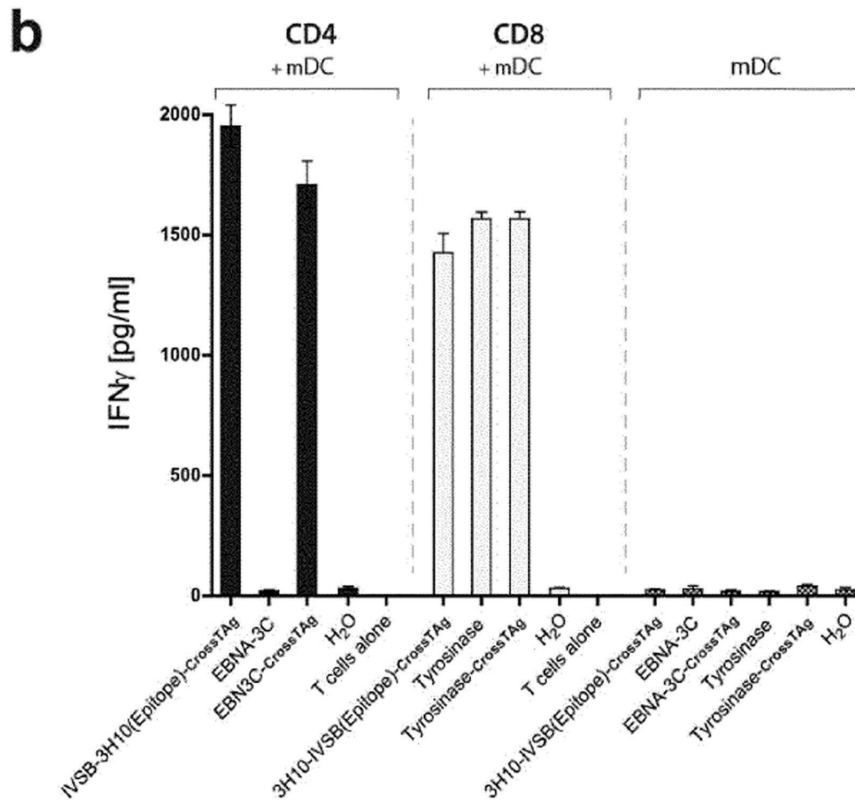 b
CD4
+ mDC
CD8
+ mDC
mDC
IFNγ [pg/ml]
2000
1500
1000
500
0
IVSB-3H10(Epitope)-CrossTAg
EBNA-3C
EBN3C-CrossTAg
H₂O
T cells alone
3H10-IVSB(Epitope)-CrossTAg
Tyrosinase
Tyrosinase-CrossTAg
H₂O
T cells alone
3H10-IVSB(Epitope)-CrossTAg
EBNA-3C
EBNA-3C-CrossTAg
Tyrosinase
Tyrosinase-CrossTAg
H₂O